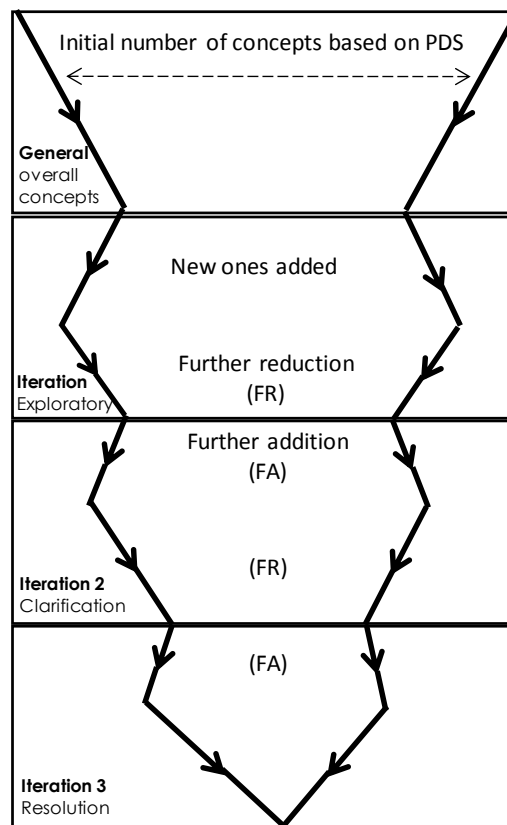 Initial number of concepts based on PDS
General
overall
concepts
New ones added
Further reduction
(FR)
Iteration
Exploratory
Further addition
(FA)
(FR)
Iteration 2
Clarification
(FA)
Iteration 3
Resolution